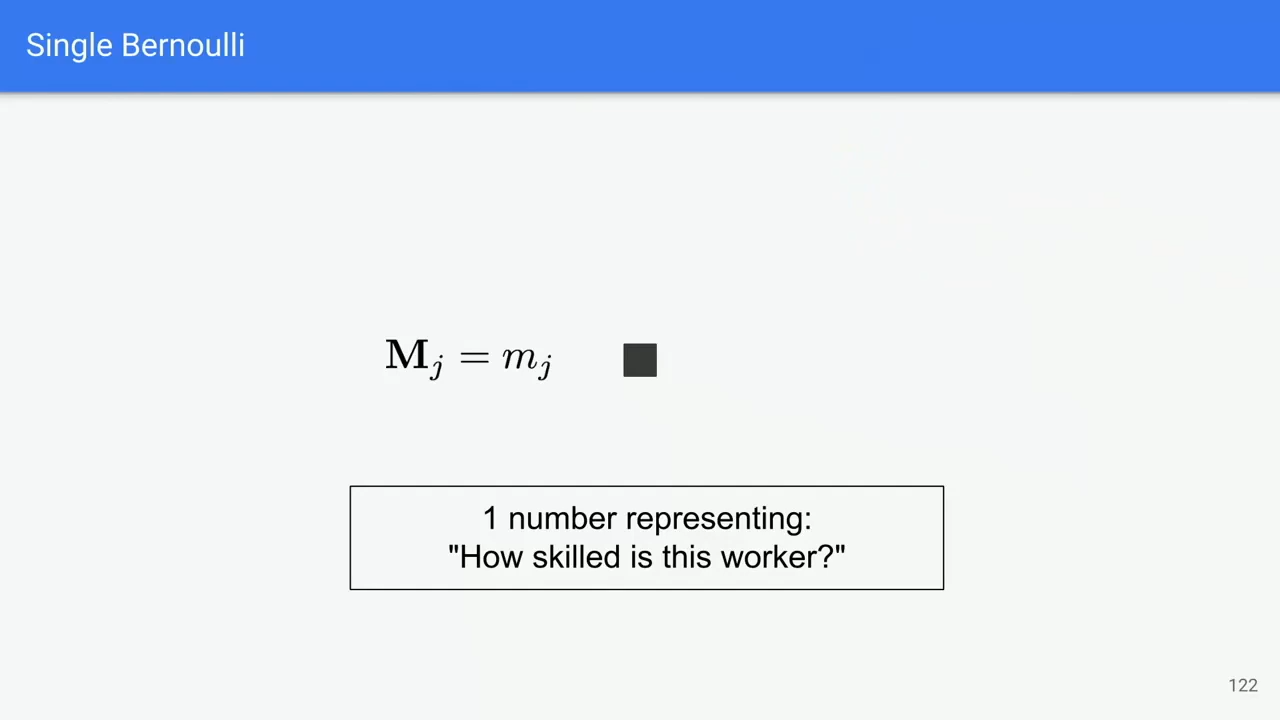 Single Bernoulli
𝐌_j = m_j
1 number representing:
"How skilled is this worker?"
122